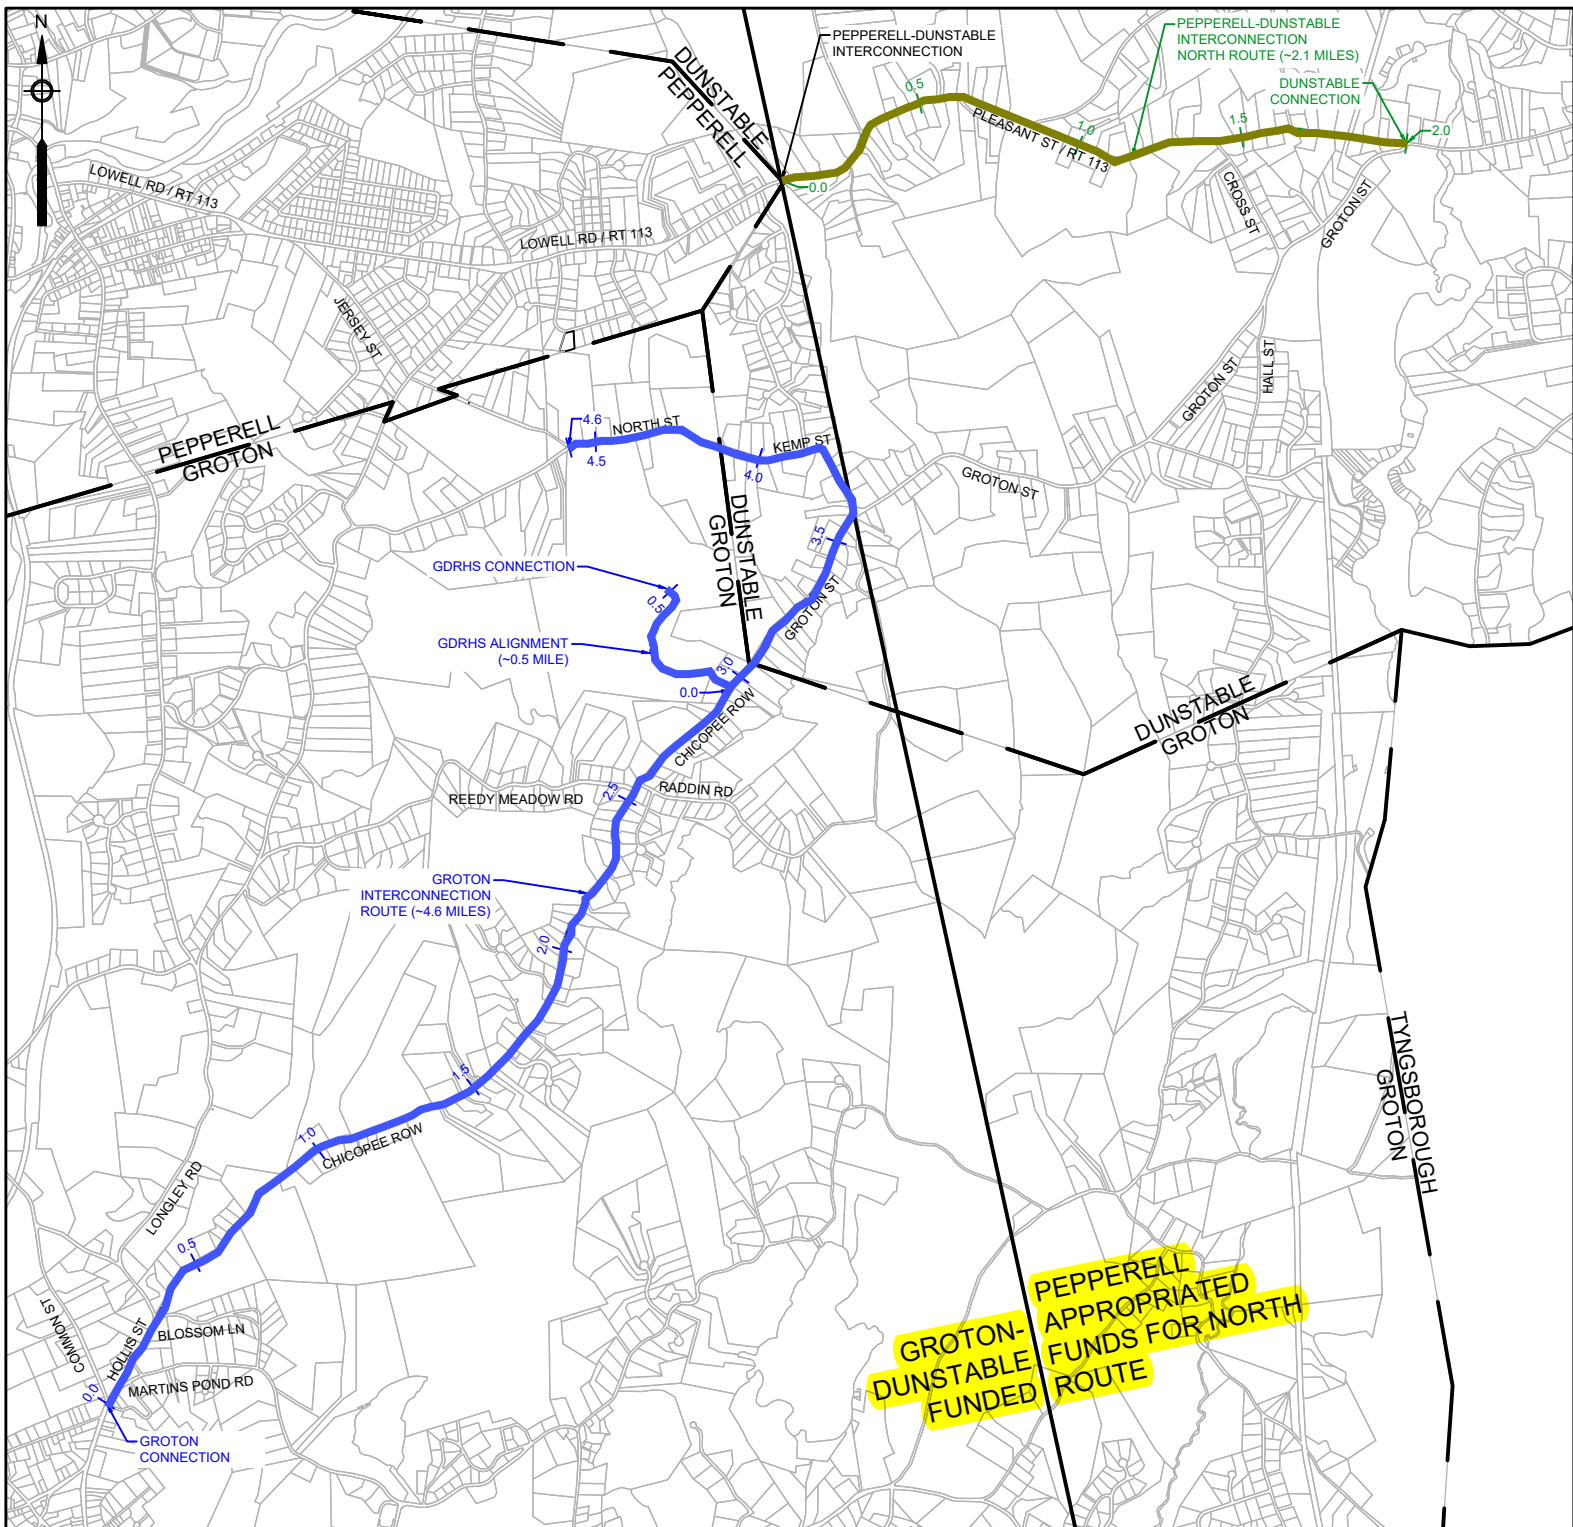 N
PEPPERELL-DUNSTABLE
INTERCONNECTION
PEPPERELL-DUNSTABLE
INTERCONNECTION
NORTH ROUTE (~2.1 MILES)
DUNSTABLE
CONNECTION
DUNSTABLE
PEPPERELL
0.5
1.0
1.5
2.0
0.0
PLEASANT ST / RT 113
LOWELL RD / RT 113
LOWELL RD / RT 113
CROSS ST
GROTON ST
JERSEY ST
GROTON ST
HALL ST
PEPPERELL
GROTON
4.6
NORTH ST
KEMP ST
4.5
4.0
GROTON ST
DUNSTABLE
GROTON
3.5
GDRHS CONNECTION
0.5
GROTON ST
GDRHS ALIGNMENT
(~0.5 MILE)
3.0
0.0
CHICOPEE ROW
DUNSTABLE
GROTON
2.5
REEDY MEADOW RD
RADDIN RD
GROTON
INTERCONNECTION
ROUTE (~4.6 MILES)
2.0
TYNGSBOROUGH
GROTON
1.5
1.0
CHICOPEE ROW
LONGLEY RD
0.5
COMMON ST
HOLLIS ST
BLOSSOM LN
MARTINS POND RD
0.0
GROTON
CONNECTION
GROTON-
DUNSTABLE
FUNDED
PEPPERELL
APPROPRIATED
FUNDS FOR NORTH
ROUTE